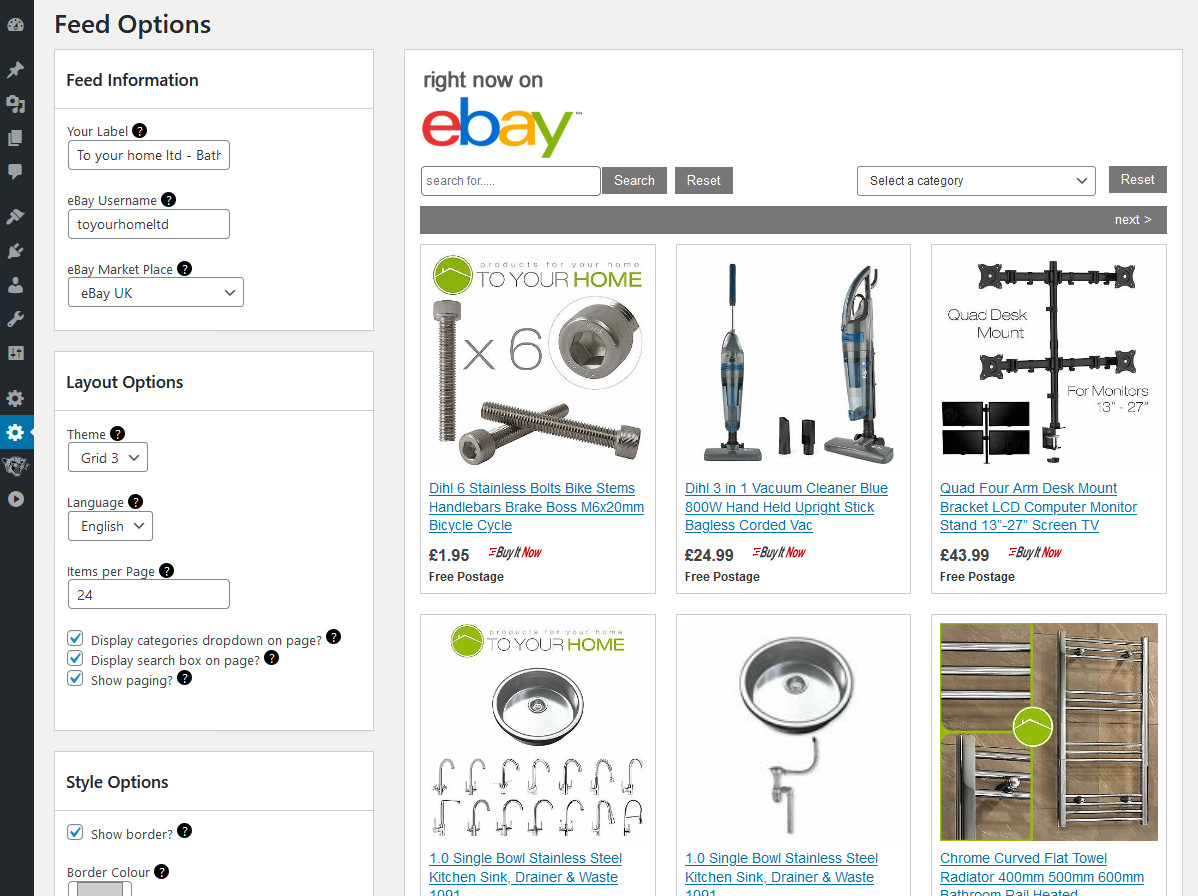 Feed Options
Feed Information
Your Label ?
To your home ltd - Bath
eBay Username ?
toyourhomeltd
eBay Market Place ?
eBay UK
Layout Options
Theme ?
Grid 3
Language ?
English
Items per Page ?
24
Display categories dropdown on page? ?
Display search box on page? ?
Show paging? ?
Style Options
Show border? ?
Border Colour ?
right now on
ebay
search for.....
Search
Reset
Select a category
Reset
next >
products for your home
TO YOUR HOME
x 6
Dihl 6 Stainless Bolts Bike Stems
Handlebars Brake Boss M6x20mm
Bicycle Cycle
£1.95 Buy It Now
Free Postage
Dihl 3 in 1 Vacuum Cleaner Blue
800W Hand Held Upright Stick
Bagless Corded Vac
£24.99 Buy It Now
Free Postage
Quad Desk
Mount
For Monitors
13" - 27"
Quad Four Arm Desk Mount
Bracket LCD Computer Monitor
Stand 13”-27” Screen TV
£43.99 Buy It Now
Free Postage
products for your home
TO YOUR HOME
1.0 Single Bowl Stainless Steel
Kitchen Sink, Drainer & Waste
1091
1.0 Single Bowl Stainless Steel
Kitchen Sink, Drainer & Waste
1091
Chrome Curved Flat Towel
Radiator 400mm 500mm 600mm
Bathroom Rail Heated